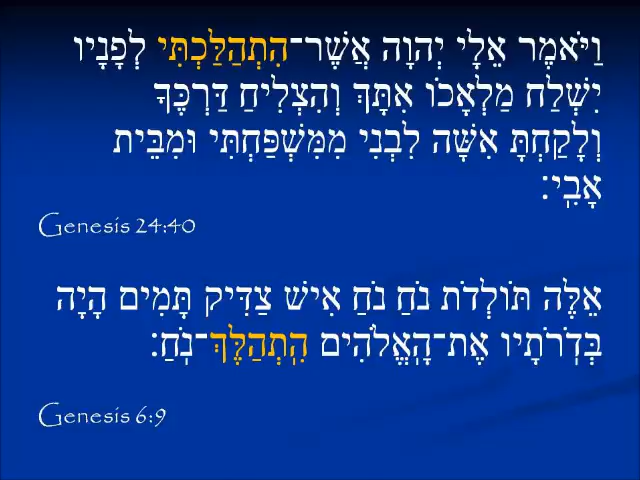 וַיֹּאמֶר אֵלָי יְהוָה אֲשֶׁר־הִתְהַלַּכְתִּי לְפָנָיו
יִשְׁלַח מַלְאָכוֹ אִתָּךְ וְהִצְלִיחַ דַּרְכֶּךָ
וְלָקַחְתָּ אִשָּׁה לִבְנִי מִמִּשְׁפַּחְתִּי וּמִבֵּית
אָבִֽי׃
Genesis 24:40
אֵלֶּה תּוֹלְדֹת נֹחַ נֹחַ אִישׁ צַדִּיק תָּמִים הָיָה
בְּדֹרֹתָיו אֶת־הָֽאֱלֹהִים הִֽתְהַלֶּךְ־נֹֽחַ׃
Genesis 6:9